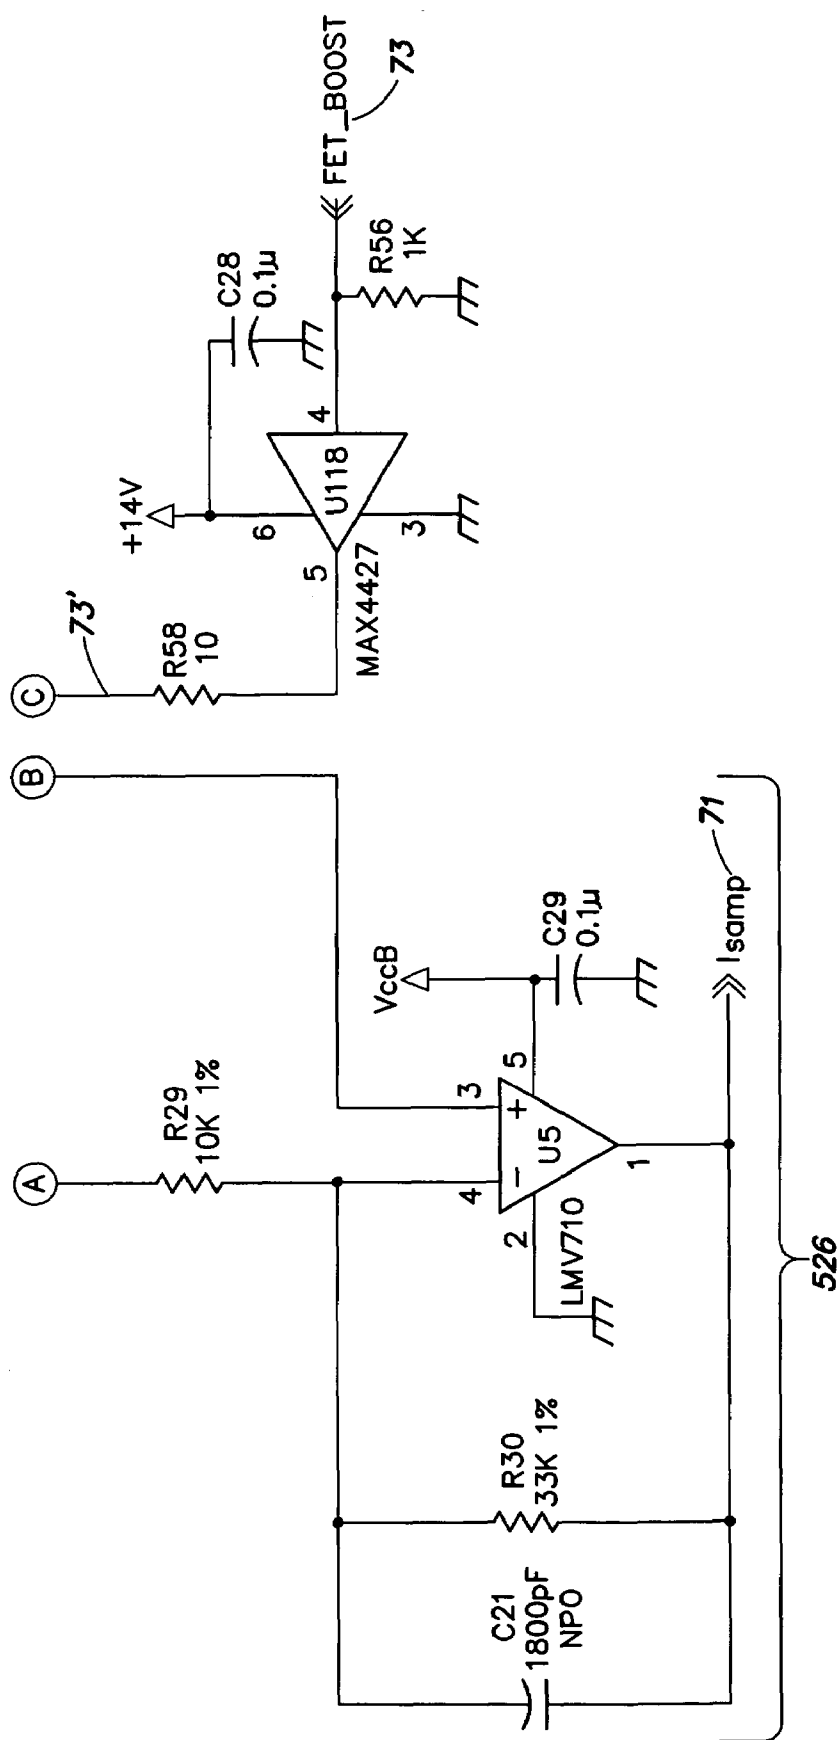 A
R29
10K 1%
B
C
73'
R58
10
+14V
C28
0.1µ
FET_BOOST
73
R56
1K
6
5
4
3
U118
MAX4427
VccB
C29
0.1µ
3
4
5
2
1
+
−
U5
LMV710
Isamp
71
R30
33K 1%
C21
1800pF
NPO
526